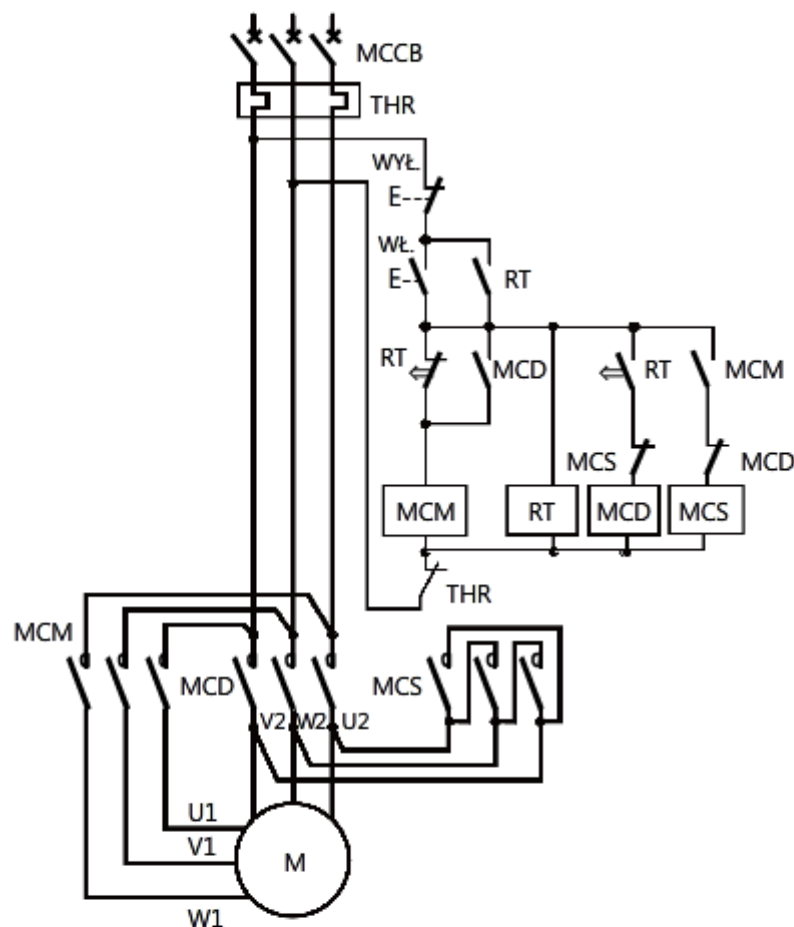 MCCB
THR
WYŁ.
E
WŁ.
E
RT
RT
MCD
RT
MCM
MCS
MCD
MCM
RT
MCD
MCS
THR
MCM
MCD
MCS
V2
W2
U2
U1
V1
M
W1